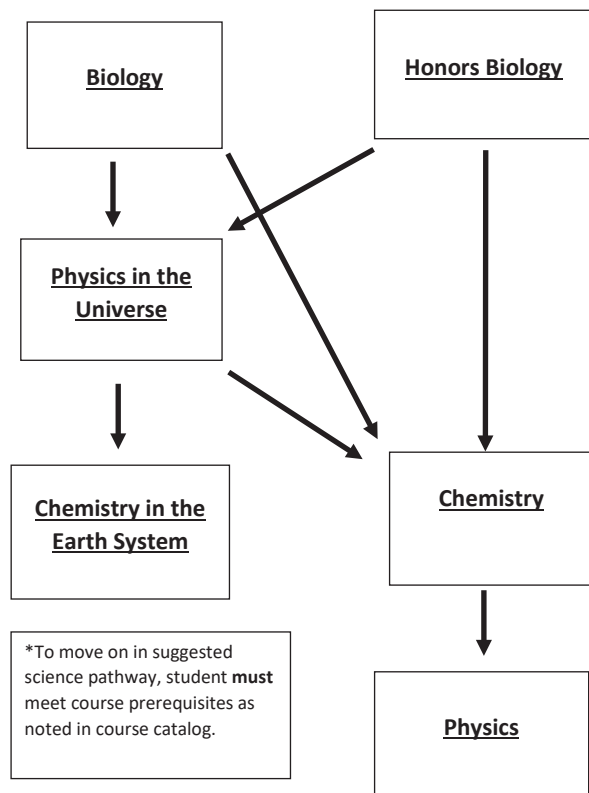 Biology
Honors Biology
Physics in the
Universe
Chemistry in the
Earth System
Chemistry
*To move on in suggested
science pathway, student must
meet course prerequisites as
noted in course catalog.
Physics